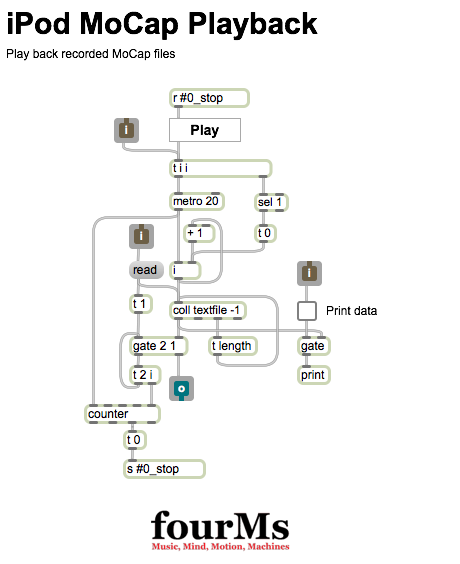 iPod MoCap Playback
Play back recorded MoCap files
r #0_stop
i
Play
t i i
metro 20
sel 1
i
+ 1
t 0
read
i
i
t 1
coll textfile -1
Print data
gate 2 1
t length
gate
t 2 i
print
counter
t 0
s #0_stop
fourMs
Music, Mind, Motion, Machines